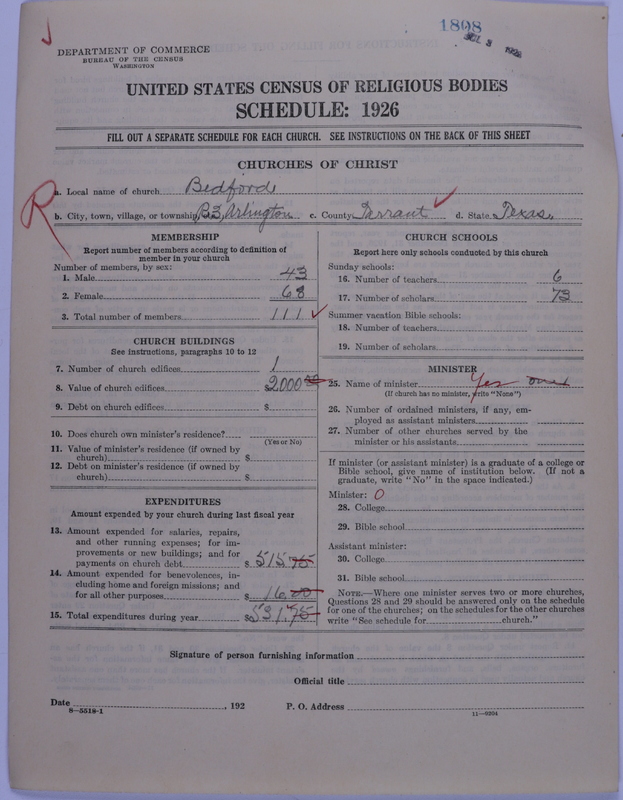 1898
DEPARTMENT OF COMMERCE
BUREAU OF THE CENSUS
WASHINGTON
UNITED STATES CENSUS OF RELIGIOUS BODIES
SCHEDULE: 1926
FILL OUT A SEPARATE SCHEDULE FOR EACH CHURCH. SEE INSTRUCTIONS ON THE BACK OF THIS SHEET
CHURCHES OF CHRIST
R
a. Local name of church Bedford
b. City, town, village, or township R3, Arlington c. County Tarrant d. State Texas
MEMBERSHIP
Report number of members according to definition of
member in your church
Number of members, by sex:
1. Male 43
2. Female 68
3. Total number of members 111
CHURCH BUILDINGS
See instructions, paragraphs 10 to 12
7. Number of church edifices 1
8. Value of church edifices $2000.00
9. Debt on church edifices $
10. Does church own minister's residence?
(Yes or No)
11. Value of minister's residence (if owned by
church) $
12. Debt on minister's residence (if owned by
church) $
EXPENDITURES
Amount expended by your church during last fiscal year
13. Amount expended for salaries, repairs,
and other running expenses; for im-
provements or new buildings; and for
payments on church debt $ 515.75
14. Amount expended for benevolences, in-
cluding home and foreign missions; and
for all other purposes $ 16.00
15. Total expenditures during year $ 531.75
CHURCH SCHOOLS
Report here only schools conducted by this church
Sunday schools:
16. Number of teachers 6
17. Number of scholars 73
Summer vacation Bible schools:
18. Number of teachers
19. Number of scholars
MINISTER
25. Name of minister Yes
(If church has no minister, write "None")
26. Number of ordained ministers, if any, em-
ployed as assistant ministers
27. Number of other churches served by the
minister or his assistants
If minister (or assistant minister) is a graduate of a college or
Bible school, give name of institution below. (If not a
graduate, write "No" in the space indicated.)
Minister: 0
28. College
29. Bible school
Assistant minister:
30. College
31. Bible school
NOTE.—Where one minister serves two or more churches,
Questions 28 and 29 should be answered only on the schedule
for one of the churches; on the schedules for the other churches
write "See schedule for church."
Signature of person furnishing information
Official title
Date , 192 P. O. Address
8—5518-1 11—9394